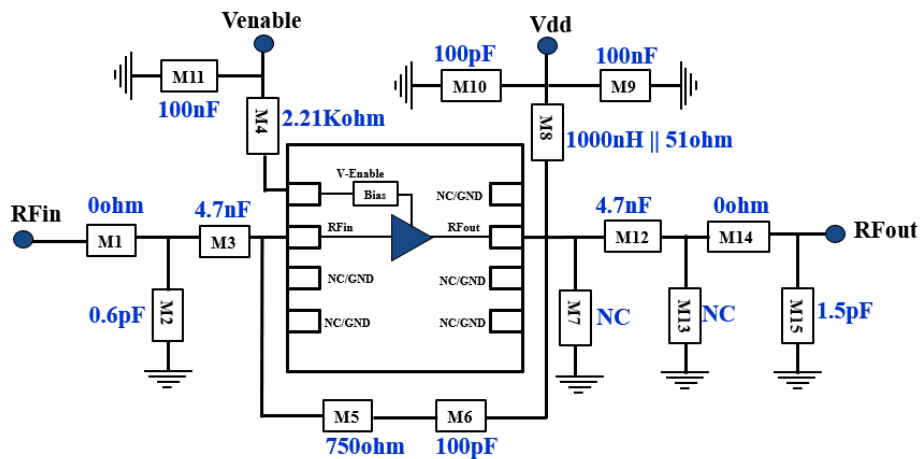 Venable
Vdd
100pF
100nF
M11
M10
M9
100nF
M4
2.21Kohm
M8
1000nH || 51ohm
V-Enable
Bias
NC/GND
RFin
0ohm
4.7nF
4.7nF
0ohm
M1
M3
RFin
RFout
M12
M14
RFout
NC/GND
NC/GND
0.6pF
M2
M7
NC
M13
NC
M15
1.5pF
NC/GND
NC/GND
M5
M6
750ohm
100pF